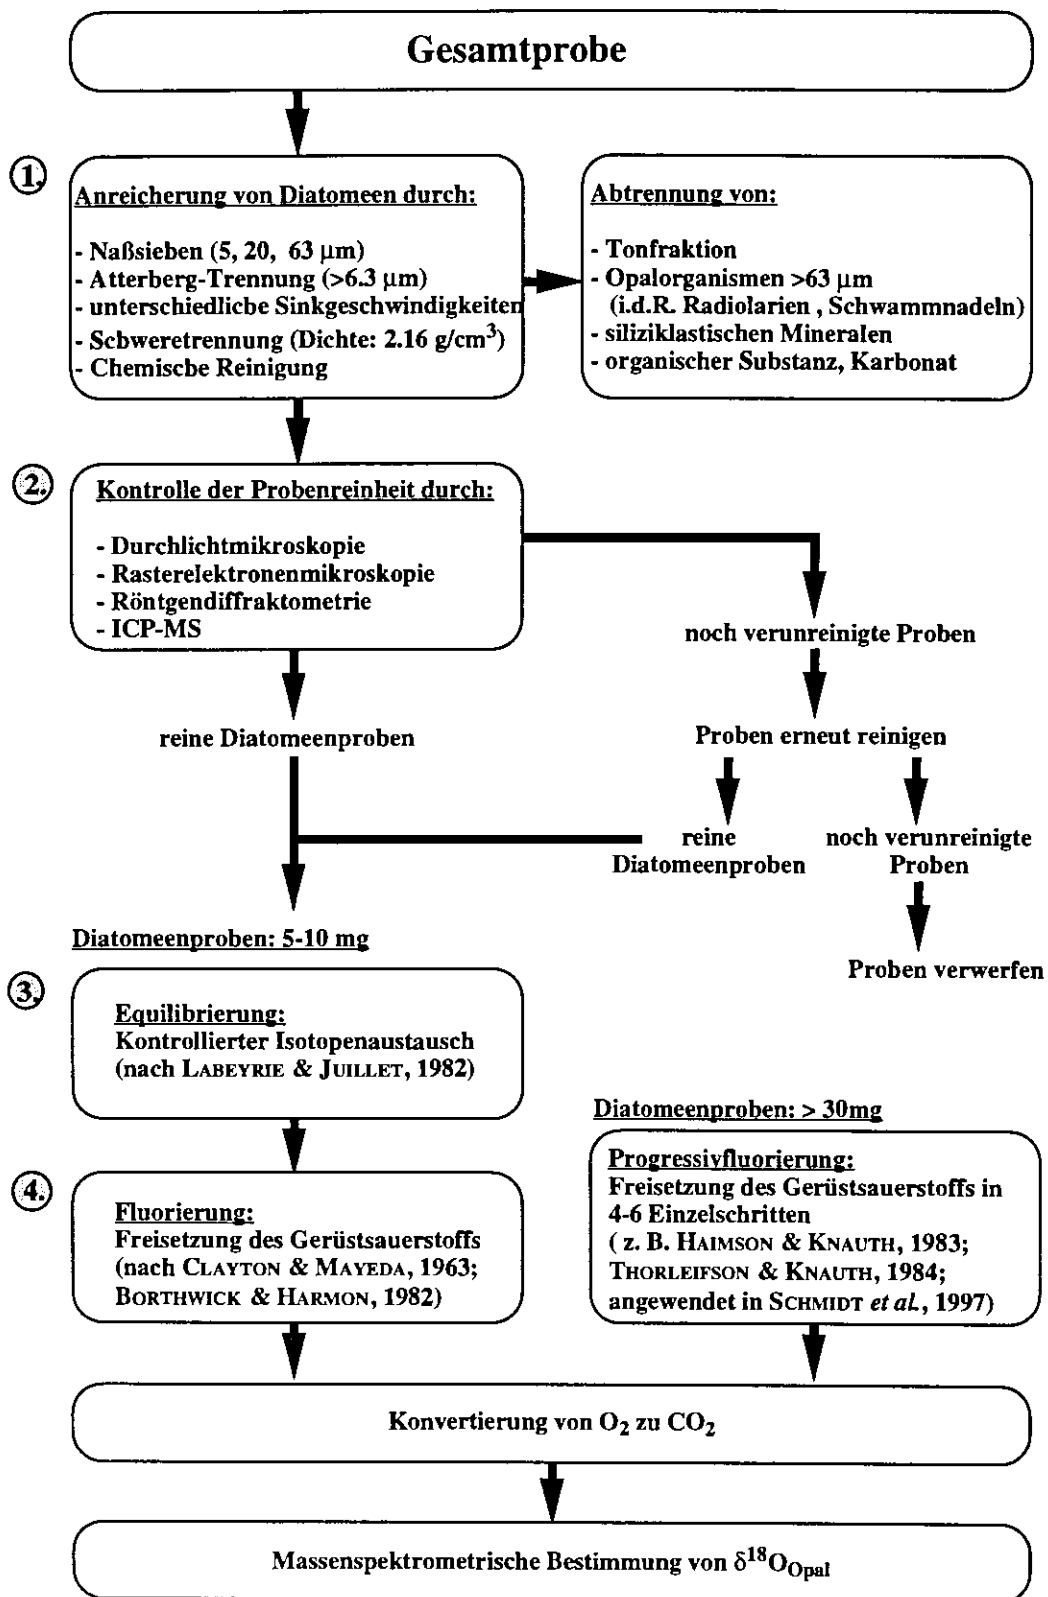 Gesamtprobe
1.
Anreicherung von Diatomeen durch:
- Naßsieben (5, 20, 63 µm)
- Atterberg-Trennung (>6.3 µm)
- unterschiedliche Sinkgeschwindigkeiten
- Schweretrennung (Dichte: 2.16 g/cm³)
- Chemische Reinigung
Abtrennung von:
- Tonfraktion
- Opalorganismen >63 µm
(i.d.R. Radiolarien , Schwammnadeln)
- siliziklastischen Mineralen
- organischer Substanz, Karbonat
2.
Kontrolle der Probenreinheit durch:
- Durchlichtmikroskopie
- Rasterelektronenmikroskopie
- Röntgendiffraktometrie
- ICP-MS
noch verunreinigte Proben
reine Diatomeenproben
Proben erneut reinigen
reine
Diatomeenproben
noch verunreinigte
Proben
Proben verwerfen
Diatomeenproben: 5-10 mg
3.
Equilibrierung:
Kontrollierter Isotopenaustausch
(nach LABEYRIE & JUILLET, 1982)
Diatomeenproben: > 30mg
4.
Fluorierung:
Freisetzung des Gerüstsauerstoffs
(nach CLAYTON & MAYEDA, 1963;
BORTHWICK & HARMON, 1982)
Progressivfluorierung:
Freisetzung des Gerüstsauerstoffs in
4-6 Einzelschritten
( z. B. HAIMSON & KNAUTH, 1983;
THORLEIFSON & KNAUTH, 1984;
angewendet in SCHMIDT et al., 1997)
Konvertierung von O₂ zu CO₂
Massenspektrometrische Bestimmung von δ¹⁸O_Opal